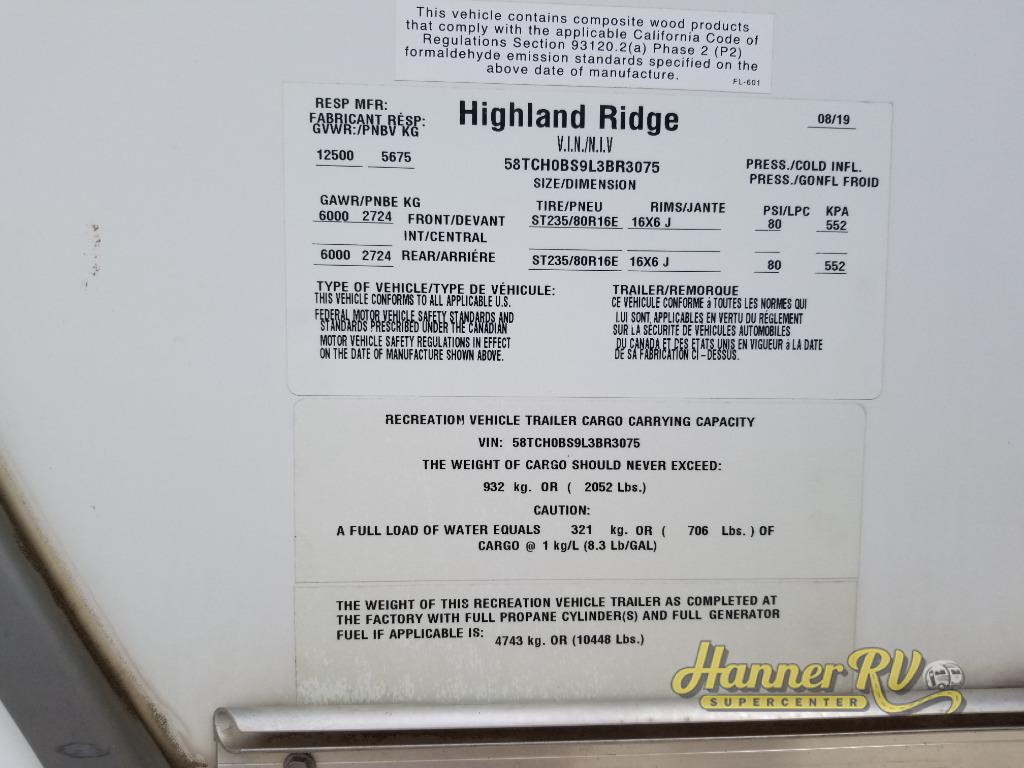 This vehicle contains composite wood products
that comply with the applicable California Code of
Regulations Section 93120.2(a) Phase 2 (P2)
formaldehyde emission standards specified on the
above date of manufacture.
FL-601
RESP MFR:
FABRICANT RÉSP:
GVWR:/PNBV KG
Highland Ridge
08/19
V.I.N./N.I.V
12500 5675
58TCH0BS9L3BR3075
PRESS./COLD INFL.
PRESS./GONFL FROID
SIZE/DIMENSION
GAWR/PNBE KG
TIRE/PNEU RIMS/JANTE PSI/LPC KPA
6000 2724 FRONT/DEVANT ST235/80R16E 16X6 J 80 552
INT/CENTRAL
6000 2724 REAR/ARRIÉRE ST235/80R16E 16X6 J 80 552
TYPE OF VEHICLE/TYPE DE VÉHICULE: TRAILER/REMORQUE
THIS VEHICLE CONFORMS TO ALL APPLICABLE U.S.
FEDERAL MOTOR VEHICLE SAFETY STANDARDS AND
STANDARDS PRESCRIBED UNDER THE CANADIAN
MOTOR VEHICLE SAFETY REGULATIONS IN EFFECT
ON THE DATE OF MANUFACTURE SHOWN ABOVE.
CE VÉHICULE CONFORME à TOUTES LES NORMES QUI
LUI SONT APPLICABLES EN VERTU DU RÉGLEMENT
SUR LA SÉCURITE DE VEHICULES AUTOMOBILES
DU CANADA ET DES ETATS UNIS EN VIGUEUR à LA DATE
DE SA FABRICATION CI-DESSUS.
RECREATION VEHICLE TRAILER CARGO CARRYING CAPACITY
VIN: 58TCH0BS9L3BR3075
THE WEIGHT OF CARGO SHOULD NEVER EXCEED:
932 kg. OR ( 2052 Lbs.)
CAUTION:
A FULL LOAD OF WATER EQUALS 321 kg. OR ( 706 Lbs. ) OF
CARGO @ 1 kg/L (8.3 Lb/GAL)
THE WEIGHT OF THIS RECREATION VEHICLE TRAILER AS COMPLETED AT
THE FACTORY WITH FULL PROPANE CYLINDER(S) AND FULL GENERATOR
FUEL IF APPLICABLE IS: 4743 kg. OR (10448 Lbs.)
Hanner RV
SUPERCENTER